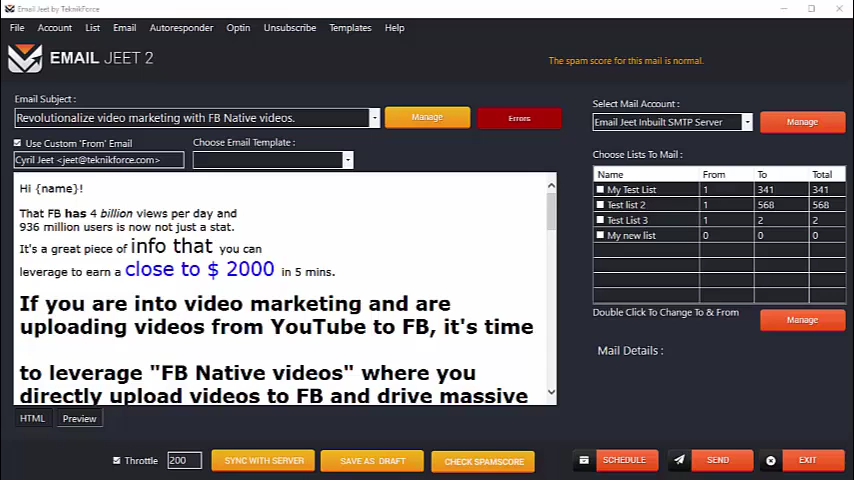 Email Jeet by TeknikForce
File Account List Email Autoresponder Optin Unsubscribe Templates Help
EMAIL JEET 2
The spam score for this mail is normal.
Email Subject :
Revolutionalize video marketing with FB Native videos.
Manage
Errors
Select Mail Account :
Email Jeet Inbuilt SMTP Server
Manage
Use Custom 'From' Email
Choose Email Template :
Cyril Jeet <jeet@teknikforce.com>
Choose Lists To Mail :
Name From To Total
My Test List 1 341 341
Test list 2 1 568 568
Test List 3 1 2 2
My new list 0 0 0
Double Click To Change To & From
Manage
Mail Details :
Hi {name}!
That FB has 4 billion views per day and
936 million users is now not just a stat.
It's a great piece of info that you can
leverage to earn a close to $ 2000 in 5 mins.
If you are into video marketing and are
uploading videos from YouTube to FB, it's time
to leverage "FB Native videos" where you
directly upload videos to FB and drive massive
HTML Preview
Throttle 200 SYNC WITH SERVER SAVE AS DRAFT CHECK SPAMSCORE SCHEDULE SEND EXIT